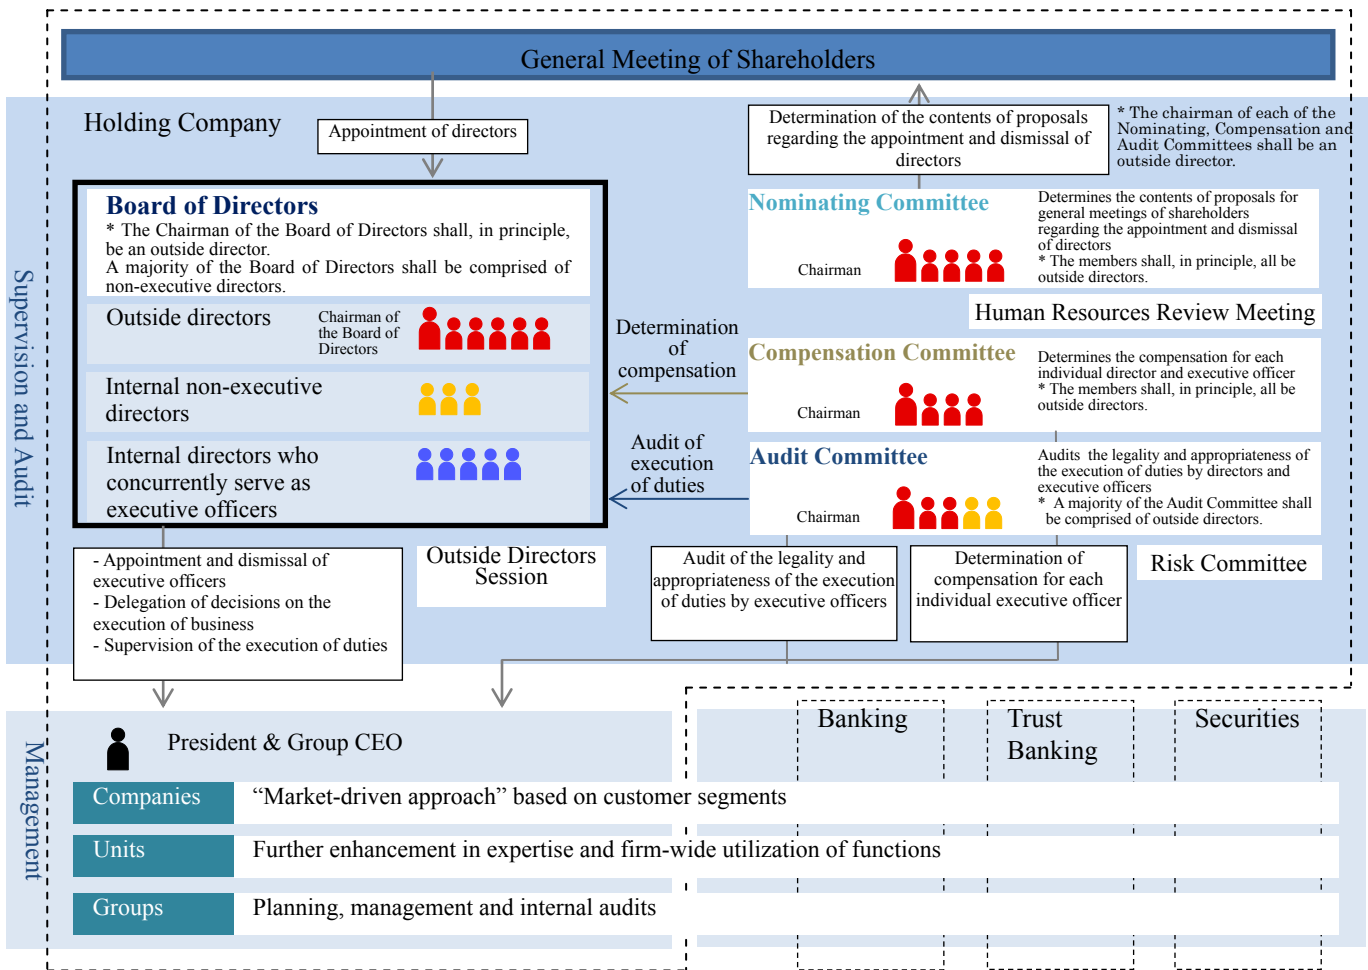 General Meeting of Shareholders
Holding Company
Appointment of directors
Determination of the contents of proposals
regarding the appointment and dismissal of
directors
* The chairman of each of the
Nominating, Compensation and
Audit Committees shall be an
outside director.
Supervision and Audit
Board of Directors
* The Chairman of the Board of Directors shall, in principle,
be an outside director.
A majority of the Board of Directors shall be comprised of
non-executive directors.
Outside directors
Chairman of
the Board of
Directors
Internal non-executive
directors
Internal directors who
concurrently serve as
executive officers
Determination
of
compensation
Audit of
execution
of duties
Nominating Committee
Chairman
Determines the contents of proposals for
general meetings of shareholders
regarding the appointment and dismissal
of directors
* The members shall, in principle, all be
outside directors.
Human Resources Review Meeting
Compensation Committee
Chairman
Determines the compensation for each
individual director and executive officer
* The members shall, in principle, all be
outside directors.
Audit Committee
Chairman
Audits the legality and appropriateness of
the execution of duties by directors and
executive officers
* A majority of the Audit Committee shall
be comprised of outside directors.
- Appointment and dismissal of
executive officers
- Delegation of decisions on the
execution of business
- Supervision of the execution of duties
Outside Directors
Session
Audit of the legality and
appropriateness of the execution
of duties by executive officers
Determination of
compensation for each
individual executive officer
Risk Committee
Management
President & Group CEO
Banking
Trust
Banking
Securities
Companies
“Market-driven approach” based on customer segments
Units
Further enhancement in expertise and firm-wide utilization of functions
Groups
Planning, management and internal audits